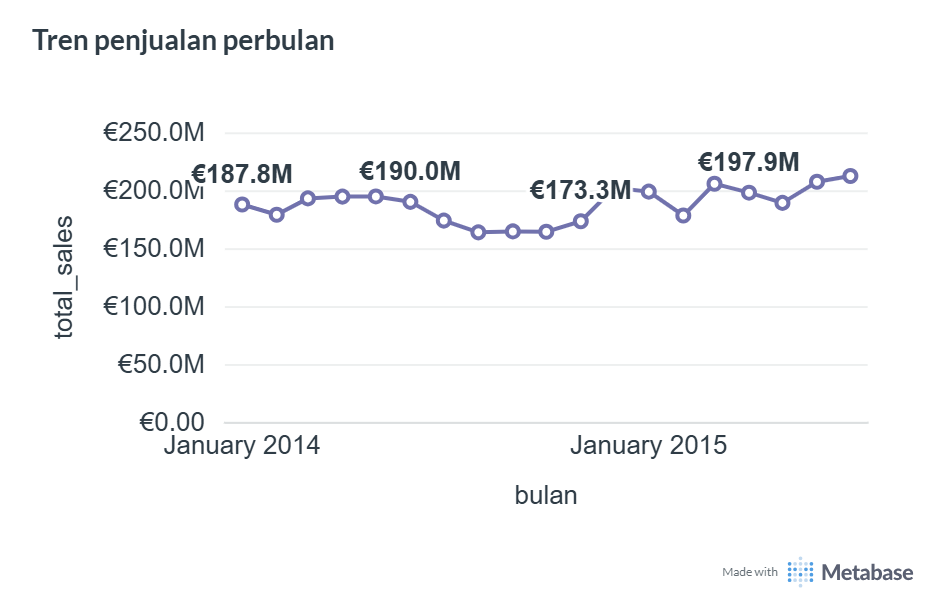 Tren penjualan perbulan
€250.0M
€200.0M
€150.0M
€100.0M
€50.0M
€0.00
total_sales
€187.8M
€190.0M
€173.3M
€197.9M
January 2014
January 2015
bulan
Made with Metabase